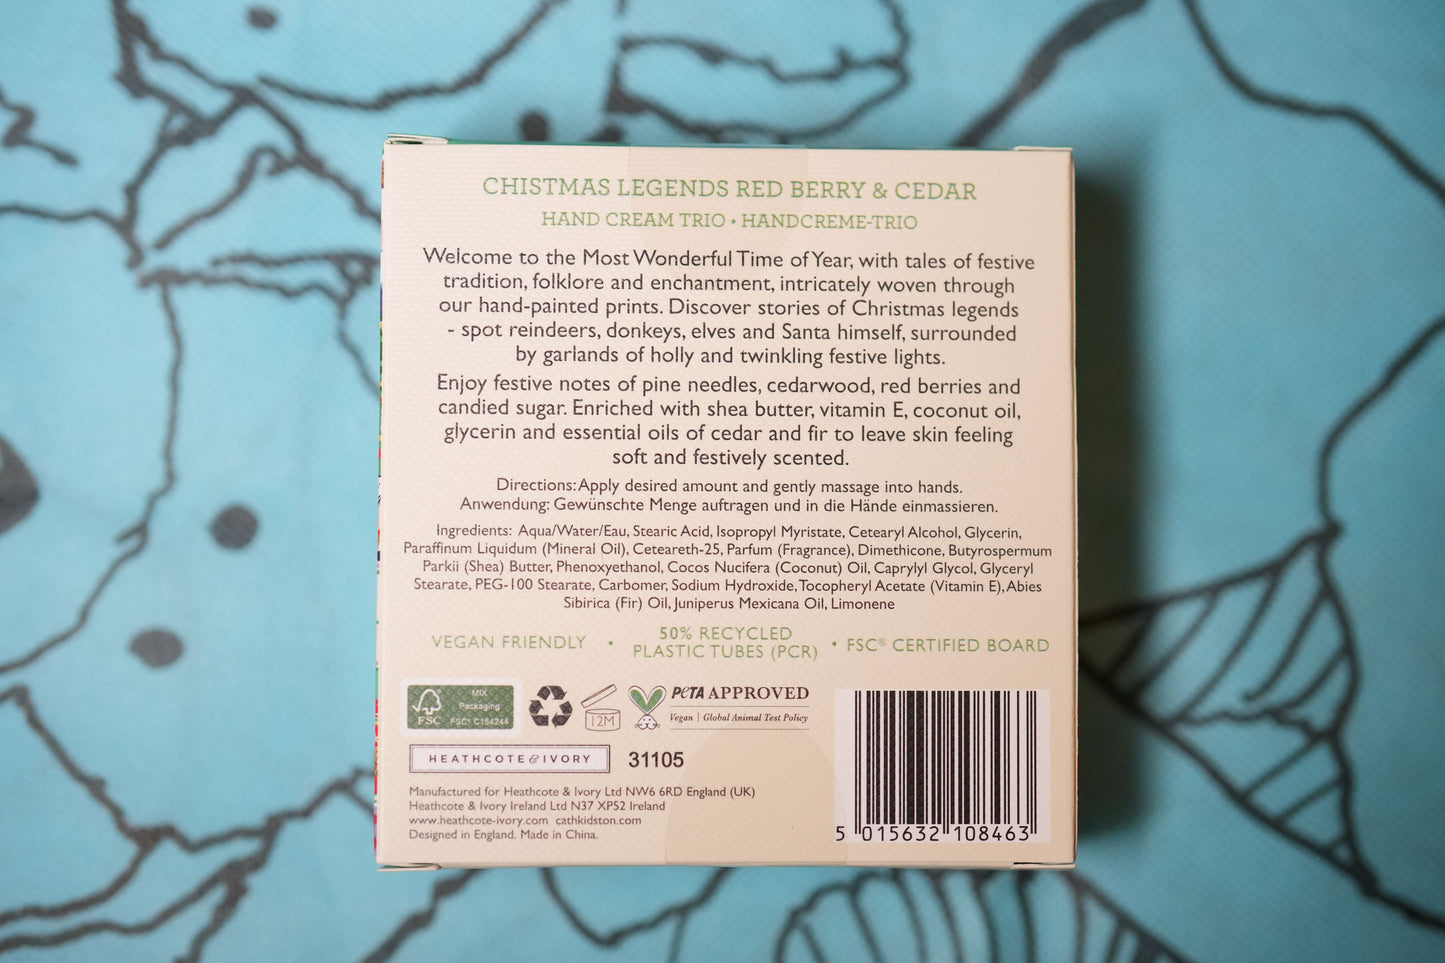 CHISTMAS LEGENDS RED BERRY & CEDAR
HAND CREAM TRIO • HANDCREME-TRIO
Welcome to the Most Wonderful Time of Year, with tales of festive
tradition, folklore and enchantment, intricately woven through
our hand-painted prints. Discover stories of Christmas legends
- spot reindeers, donkeys, elves and Santa himself, surrounded
by garlands of holly and twinkling festive lights.
Enjoy festive notes of pine needles, cedarwood, red berries and
candied sugar. Enriched with shea butter, vitamin E, coconut oil,
glycerin and essential oils of cedar and fir to leave skin feeling
soft and festively scented.
Directions: Apply desired amount and gently massage into hands.
Anwendung: Gewünschte Menge auftragen und in die Hände einmassieren.
Ingredients: Aqua/Water/Eau, Stearic Acid, Isopropyl Myristate, Cetearyl Alcohol, Glycerin,
Paraffinum Liquidum (Mineral Oil), Ceteareth-25, Parfum (Fragrance), Dimethicone, Butyrospermum
Parkii (Shea) Butter, Phenoxyethanol, Cocos Nucifera (Coconut) Oil, Caprylyl Glycol, Glyceryl
Stearate, PEG-100 Stearate, Carbomer, Sodium Hydroxide, Tocopheryl Acetate (Vitamin E), Abies
Sibirica (Fir) Oil, Juniperus Mexicana Oil, Limonene
VEGAN FRIENDLY • 50% RECYCLED PLASTIC TUBES (PCR) • FSC® CERTIFIED BOARD
FSC
MIX
Packaging
FSC® C154244
12M
PETA APPROVED
Vegan | Global Animal Test Policy
HEATHCOTE & IVORY
31105
Manufactured for Heathcote & Ivory Ltd NW6 6RD England (UK)
Heathcote & Ivory Ireland Ltd N37 XP52 Ireland
www.heathcote-ivory.com cathkidston.com
Designed in England. Made in China.
5 015632 108463